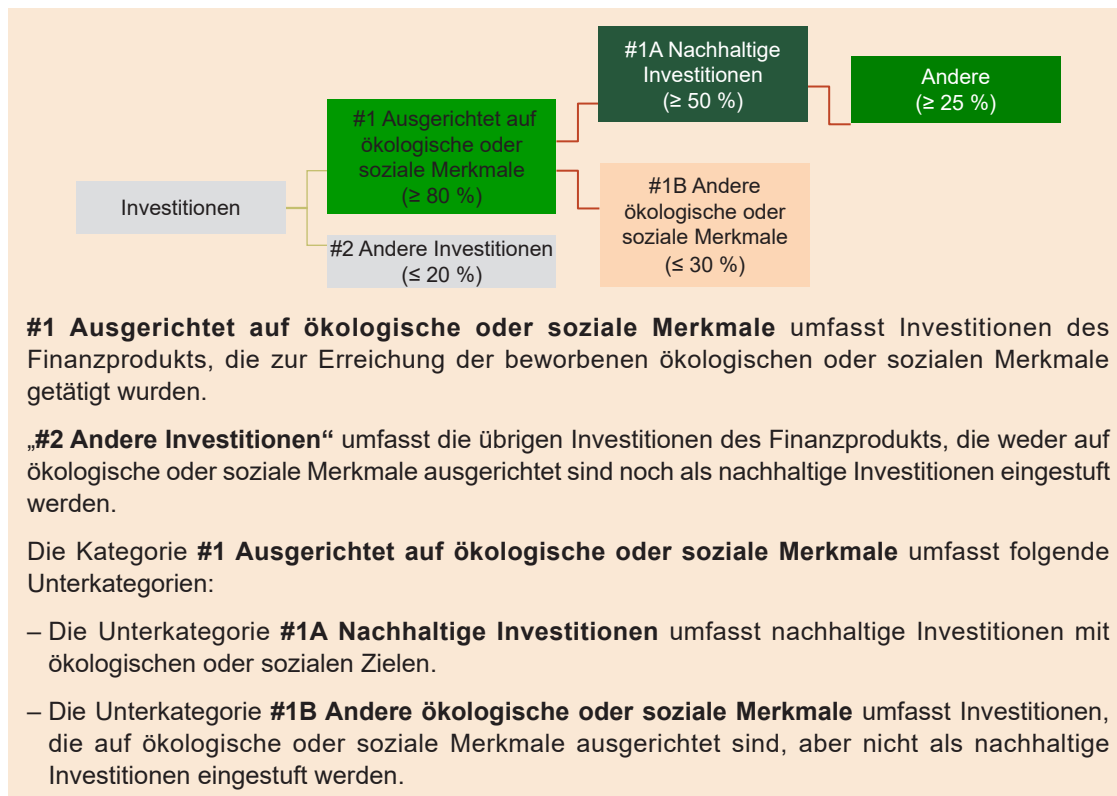 #1A Nachhaltige
Investitionen
(≥ 50 %)
Andere
(≥ 25 %)
#1 Ausgerichtet auf
ökologische oder
soziale Merkmale
(≥ 80 %)
#1B Andere
ökologische oder
soziale Merkmale
(≤ 30 %)
Investitionen
#2 Andere Investitionen
(≤ 20 %)
#1 Ausgerichtet auf ökologische oder soziale Merkmale umfasst Investitionen des
Finanzprodukts, die zur Erreichung der beworbenen ökologischen oder sozialen Merkmale
getätigt wurden.
„#2 Andere Investitionen“ umfasst die übrigen Investitionen des Finanzprodukts, die weder auf
ökologische oder soziale Merkmale ausgerichtet sind noch als nachhaltige Investitionen eingestuft
werden.
Die Kategorie #1 Ausgerichtet auf ökologische oder soziale Merkmale umfasst folgende
Unterkategorien:
– Die Unterkategorie #1A Nachhaltige Investitionen umfasst nachhaltige Investitionen mit
ökologischen oder sozialen Zielen.
– Die Unterkategorie #1B Andere ökologische oder soziale Merkmale umfasst Investitionen,
die auf ökologische oder soziale Merkmale ausgerichtet sind, aber nicht als nachhaltige
Investitionen eingestuft werden.